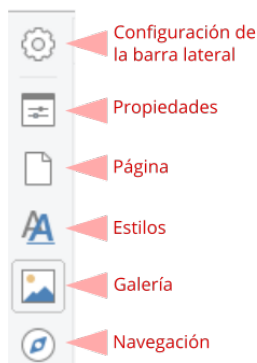 Configuración de
la barra lateral
Propiedades
Página
Estilos
Galería
Navegación